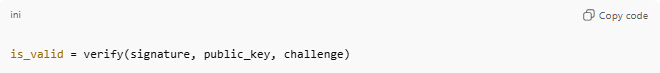 ini
Copy code
is_valid = verify(signature, public_key, challenge)